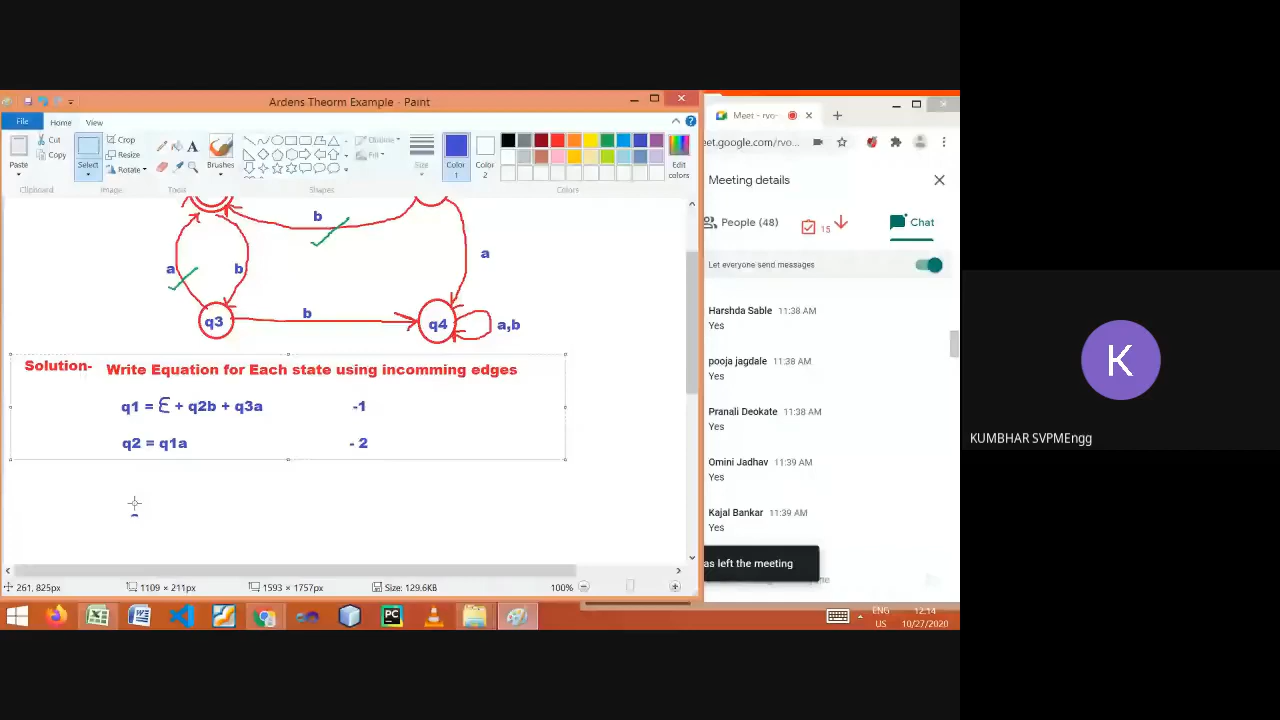 Ardens Theorm Example - Paint
File Home View
Paste
Cut
Copy
Clipboard
Select
Crop
Resize
Rotate
Image
A
Tools
Brushes
Outline
Fill
Shapes
Size
Color 1
Color 2
Edit colors
Colors
b
a
a
b
q3
b
q4
a,b
Solution- Write Equation for Each state using incomming edges
q1 = Ɛ + q2b + q3a -1
q2 = q1a - 2
261, 825px 1109 × 211px 1593 × 1757px Size: 129.6KB 100%
Meet - rvo-
eet.google.com/rvo...
Meeting details
People (48) 15 Chat
Let everyone send messages
Harshda Sable 11:38 AM
Yes
pooja jagdale 11:38 AM
Yes
Pranali Deokate 11:38 AM
Yes
Omini Jadhav 11:39 AM
Yes
Kajal Bankar 11:39 AM
Yes
as left the meeting
PC
ENG
US
12:14
10/27/2020
K
KUMBHAR SVPMEngg